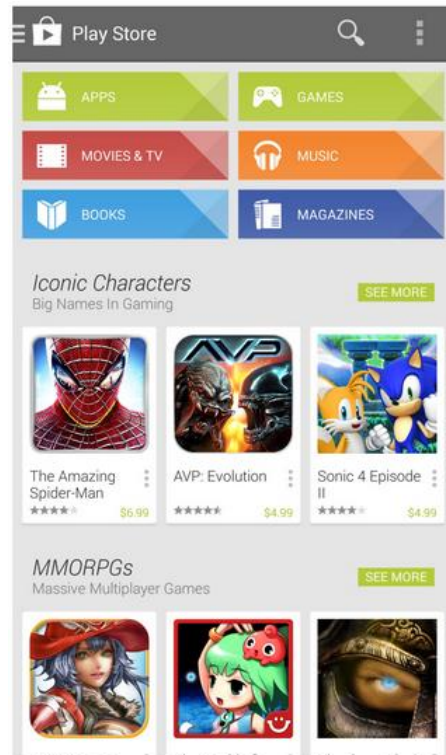 Play Store
APPS
GAMES
MOVIES & TV
MUSIC
BOOKS
MAGAZINES
Iconic Characters
SEE MORE
Big Names In Gaming
AVP
The Amazing
Spider-Man
$6.99
AVP: Evolution
$4.99
Sonic 4 Episode
II
$4.99
MMORPGs
SEE MORE
Massive Multiplayer Games